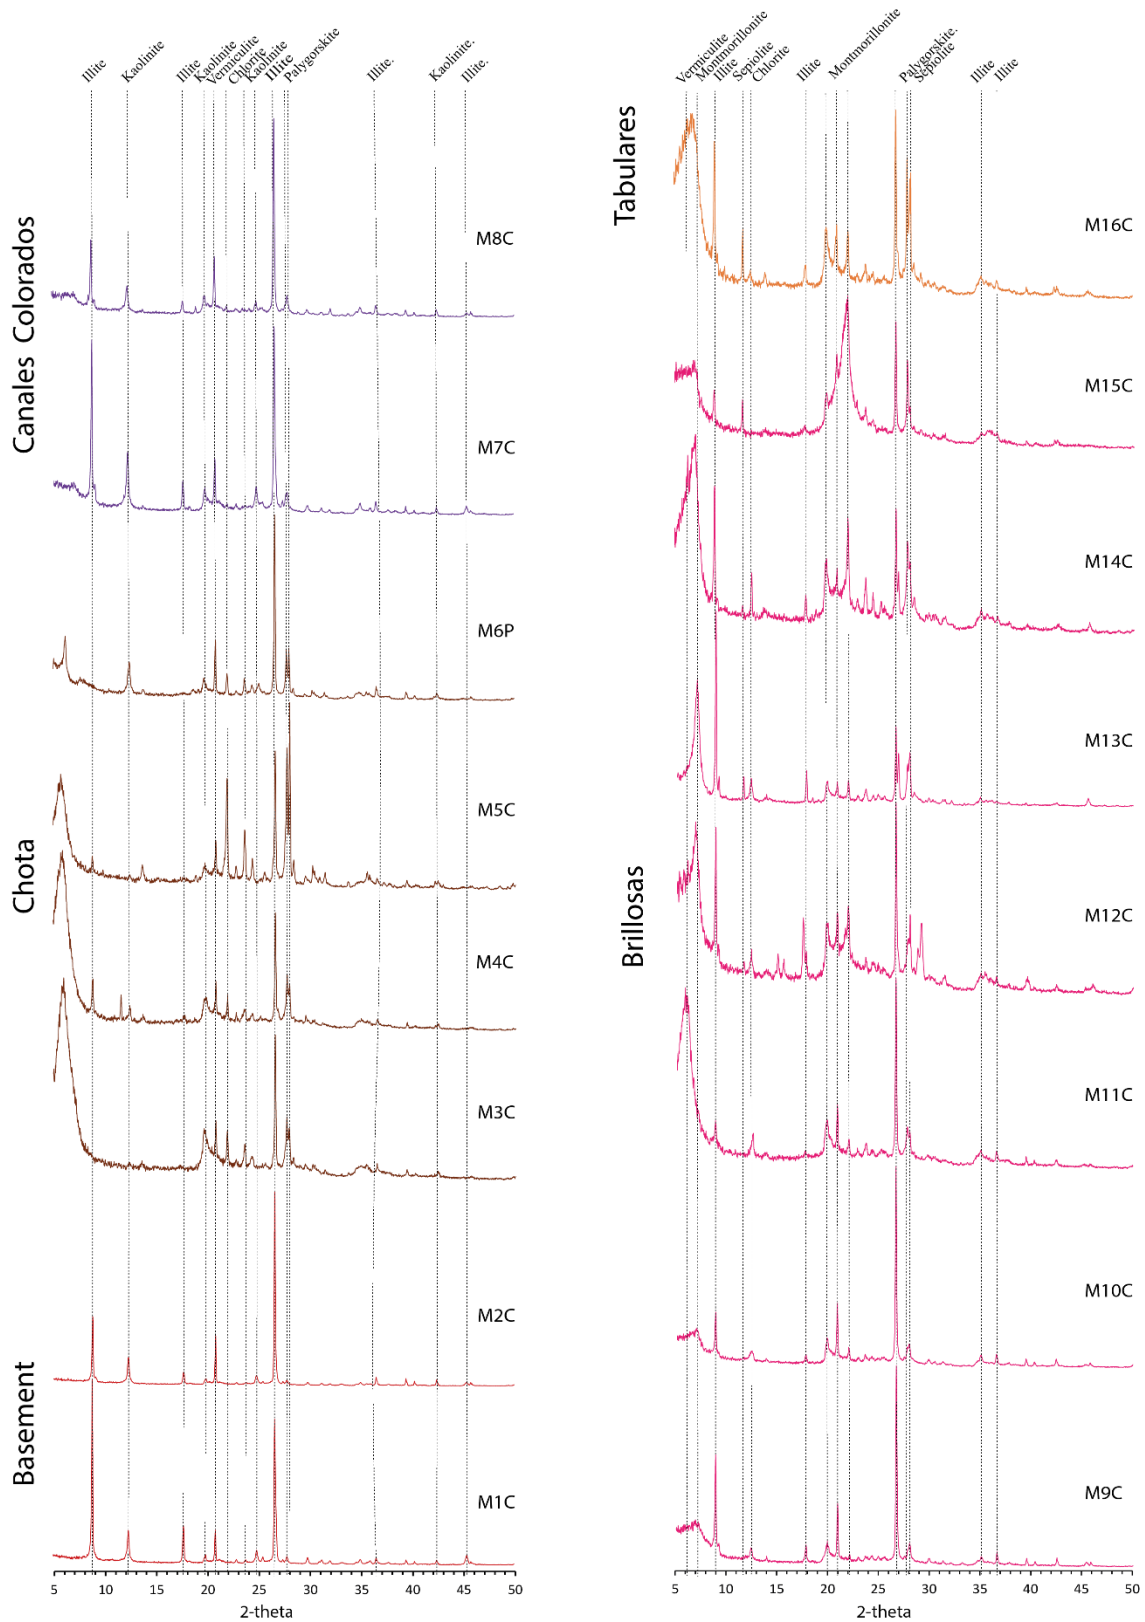 Illite
Kaolinite
Illite
Kaolinite
Vermiculite
Chlorite
Kaolinite
Illite
Palygorskite
Illite.
Kaolinite.
Illite.
Canales Colorados
M8C
M7C
Chota
M6P
M5C
M4C
M3C
Basement
M2C
M1C
5 10 15 20 25 30 35 40 45 50
2-theta
Vermiculite
Montmorillonite
Illite
Sepiolite
Chlorite
Illite
Montmorillonite
Palygorskite.
Sepiolite
Illite
Illite
Tabulares
M16C
Brillosas
M15C
M14C
M13C
M12C
M11C
M10C
M9C
5 10 15 20 25 30 35 40 45 50
2-theta